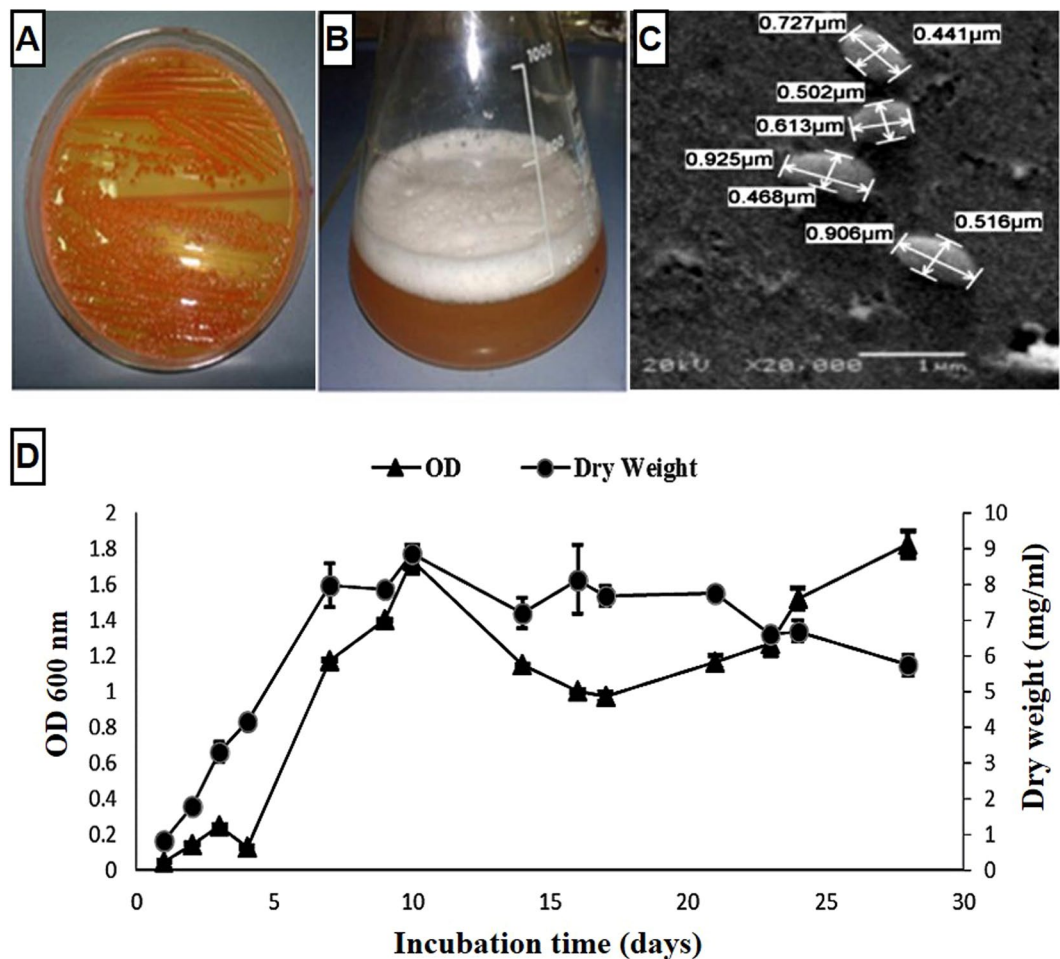 A
B
1000
C
0.727µm
0.441µm
0.502µm
0.613µm
0.925µm
0.468µm
0.906µm
0.516µm
20kV X20,000 1µm
D
OD Dry Weight
OD 600 nm
2
1.8
1.6
1.4
1.2
1
0.8
0.6
0.4
0.2
0
10
9
8
7
6
5
4
3
2
1
0
Dry weight (mg/ml)
0 5 10 15 20 25 30
Incubation time (days)